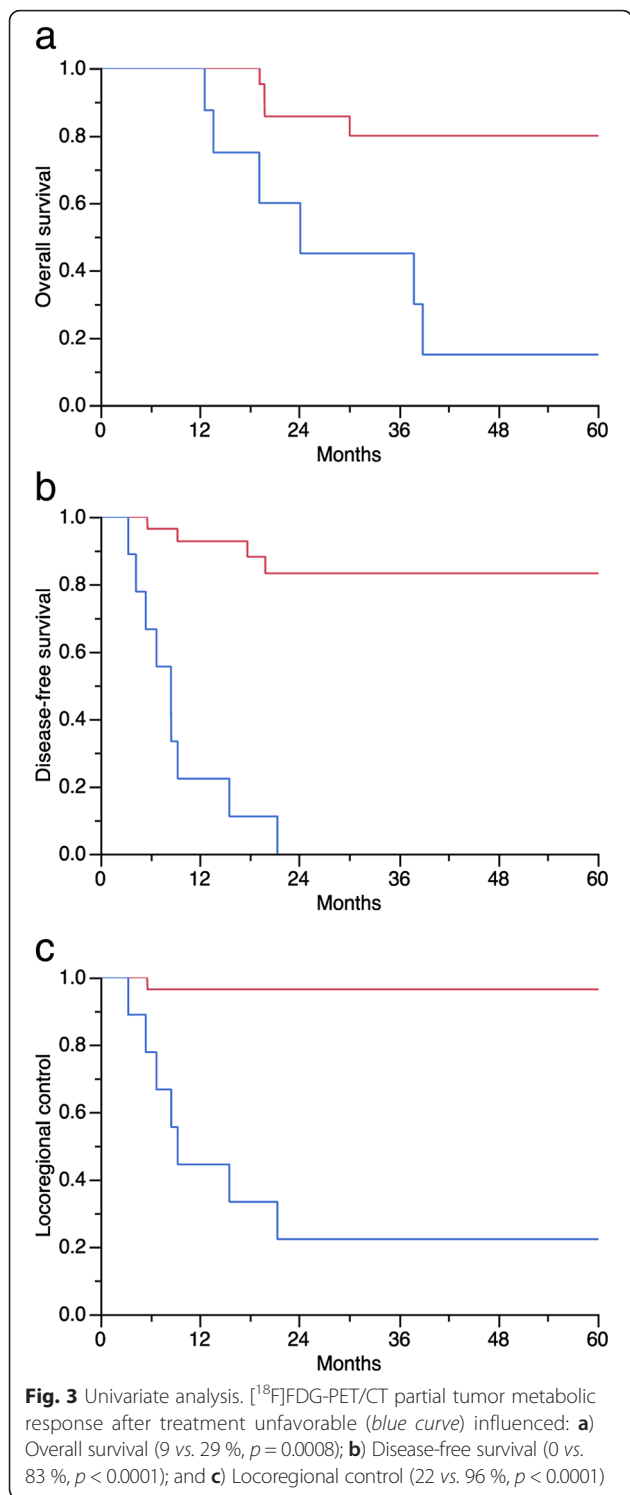 a
1.0
0.8
0.6
0.4
0.2
0.0
Overall survival
0 12 24 36 48 60
Months
b
1.0
0.8
0.6
0.4
0.2
0.0
Disease-free survival
0 12 24 36 48 60
Months
c
1.0
0.8
0.6
0.4
0.2
0.0
Locoregional control
0 12 24 36 48 60
Months
Fig. 3 Univariate analysis. [¹⁸F]FDG-PET/CT partial tumor metabolic
response after treatment unfavorable (blue curve) influenced: a)
Overall survival (9 vs. 29 %, p = 0.0008); b) Disease-free survival (0 vs.
83 %, p < 0.0001); and c) Locoregional control (22 vs. 96 %, p < 0.0001)